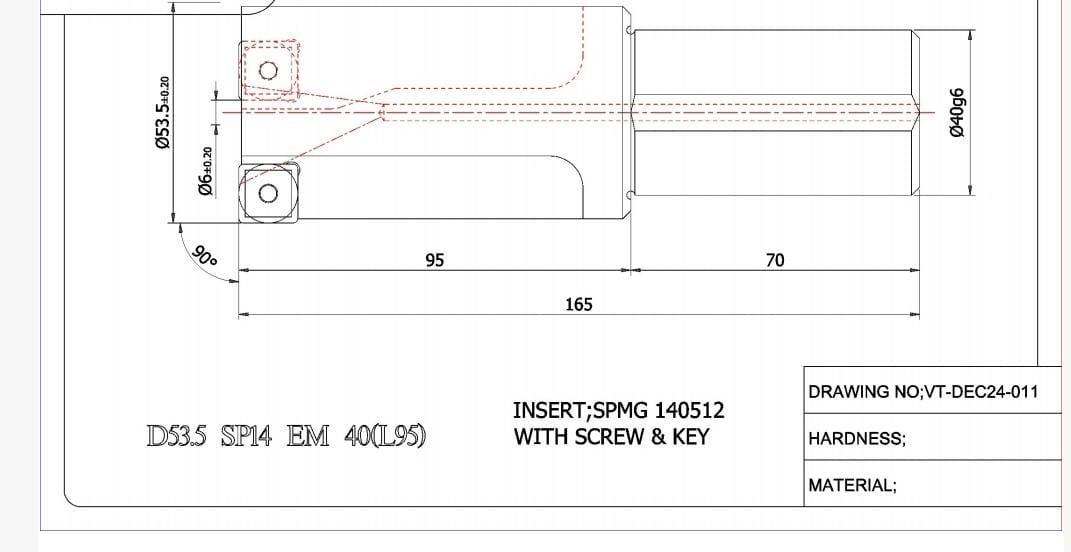 Ø53.5±0.20
Ø6±0.20
Ø40g6
90°
95
70
165
D53.5 SP14 EM 40(L95)
INSERT;SPMG 140512
WITH SCREW & KEY
DRAWING NO;VT-DEC24-011
HARDNESS;
MATERIAL;